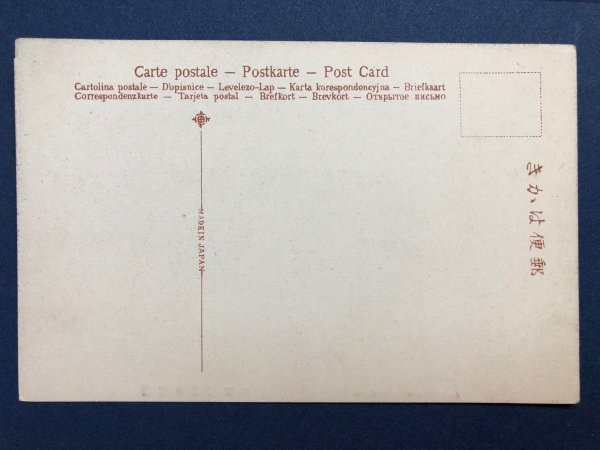 Carte postale — Postkarte — Post Card
Cartolina postale — Dopisnice — Levelezo-Lap — Karta korespondencyjna — Briefkaart
Correspondenzkarte — Tarjeta postal — Brefkort — Brevkort — Открытое письмо
MADE IN JAPAN
きかは便郵